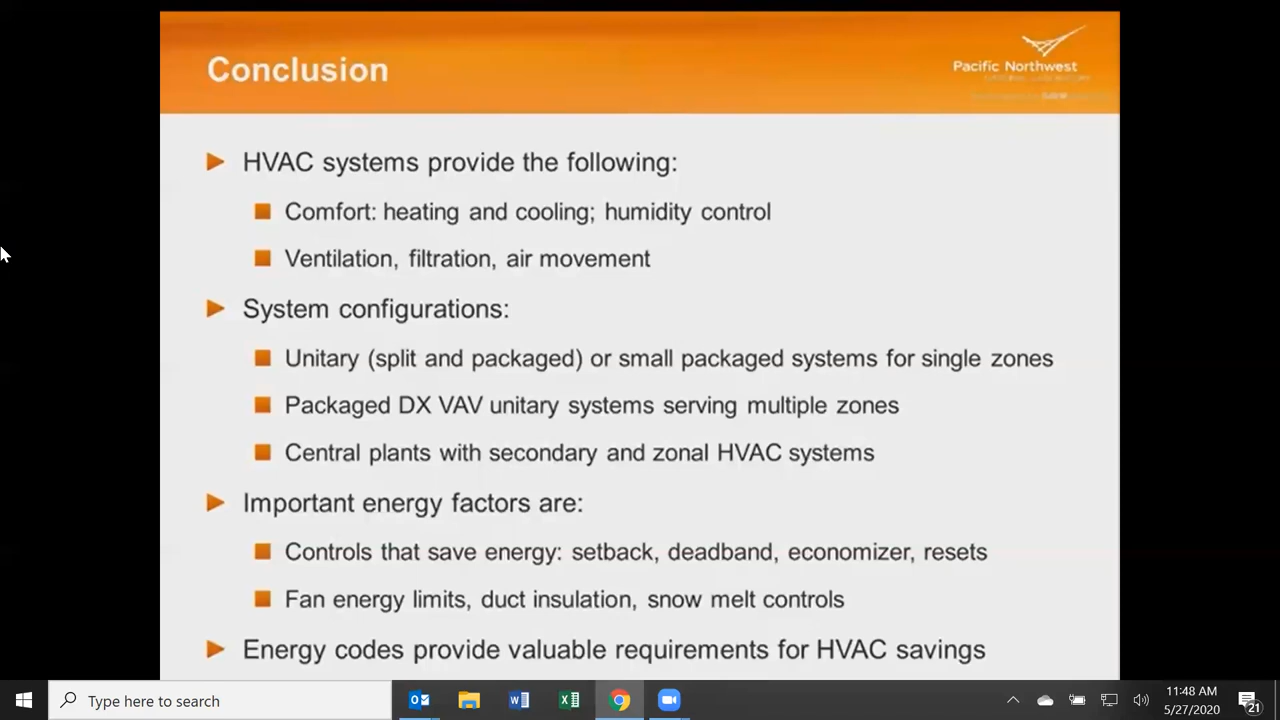 Conclusion
Pacific Northwest
HVAC systems provide the following:
Comfort: heating and cooling; humidity control
Ventilation, filtration, air movement
System configurations:
Unitary (split and packaged) or small packaged systems for single zones
Packaged DX VAV unitary systems serving multiple zones
Central plants with secondary and zonal HVAC systems
Important energy factors are:
Controls that save energy: setback, deadband, economizer, resets
Fan energy limits, duct insulation, snow melt controls
Energy codes provide valuable requirements for HVAC savings
Type here to search
11:48 AM
5/27/2020
21